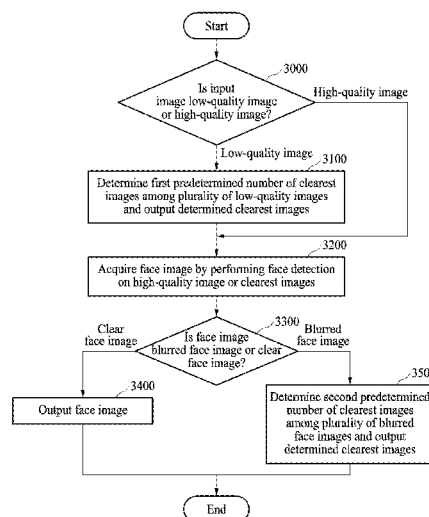 Start
3000
Is input
image low-quality image
or high-quality image?
High-quality image
Low-quality image
3100
Determine first predetermined number of clearest
images among plurality of low-quality images
and output determined clearest images
3200
Acquire face image by performing face detection
on high-quality image or clearest images
3300
Clear
face image
Is face image
blurred face image or clear
face image?
Blurred
face image
3400
Output face image
350
Determine second predetermined
number of clearest images
among plurality of blurred
face images and output
determined clearest images
End